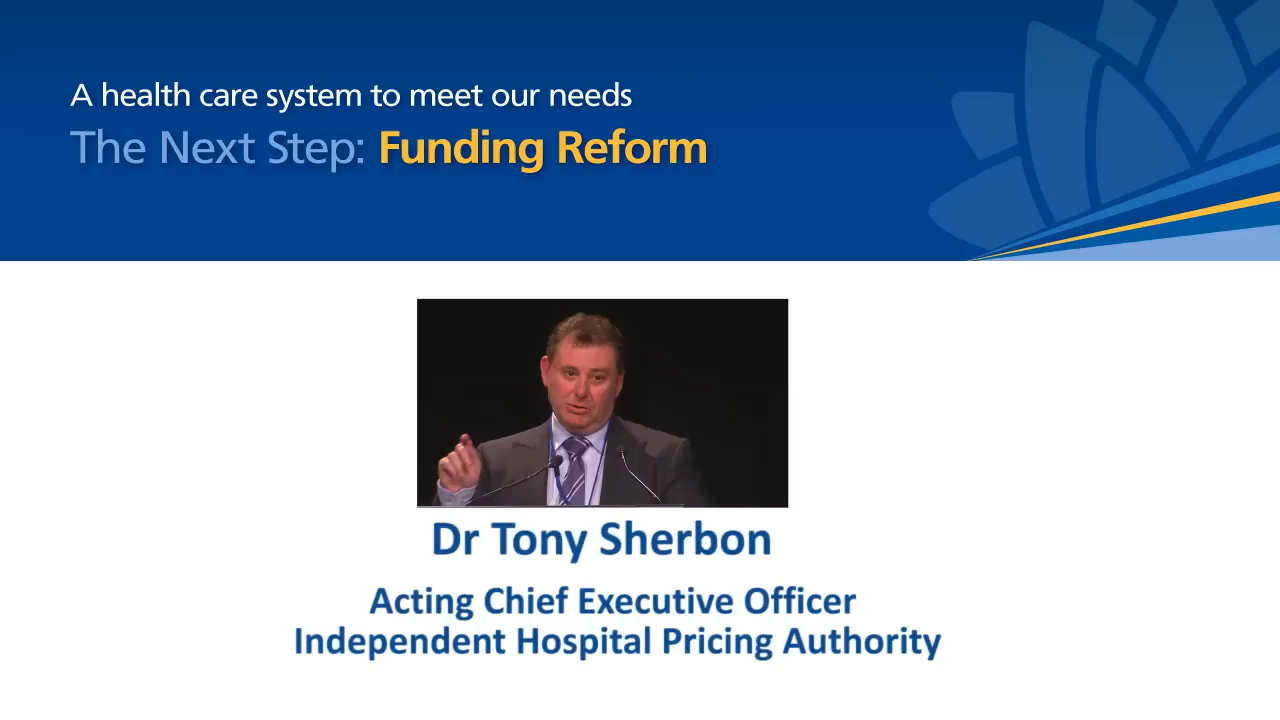 A health care system to meet our needs
The Next Step: Funding Reform
Dr Tony Sherbon
Acting Chief Executive Officer
Independent Hospital Pricing Authority